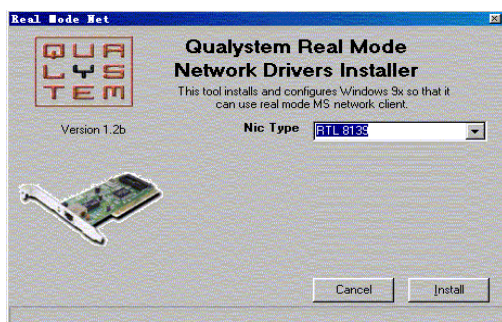 Real Mode Net
QUA
LYS
TEM
Qualystem Real Mode
Network Drivers Installer
This tool installs and configures Windows 9x so that it
can use real mode MS network client.
Version 1.2b
Nic Type
RTL 8139
Cancel
Install